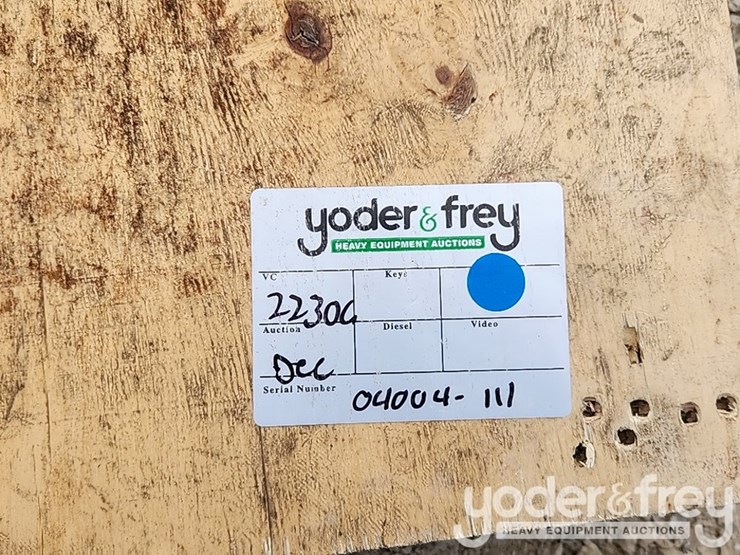 yoder & frey
HEAVY EQUIPMENT AUCTIONS
VC Keys
Auction Diesel Video
Dec
Serial Number 04004-111
yoder & frey
HEAVY EQUIPMENT AUCTIONS